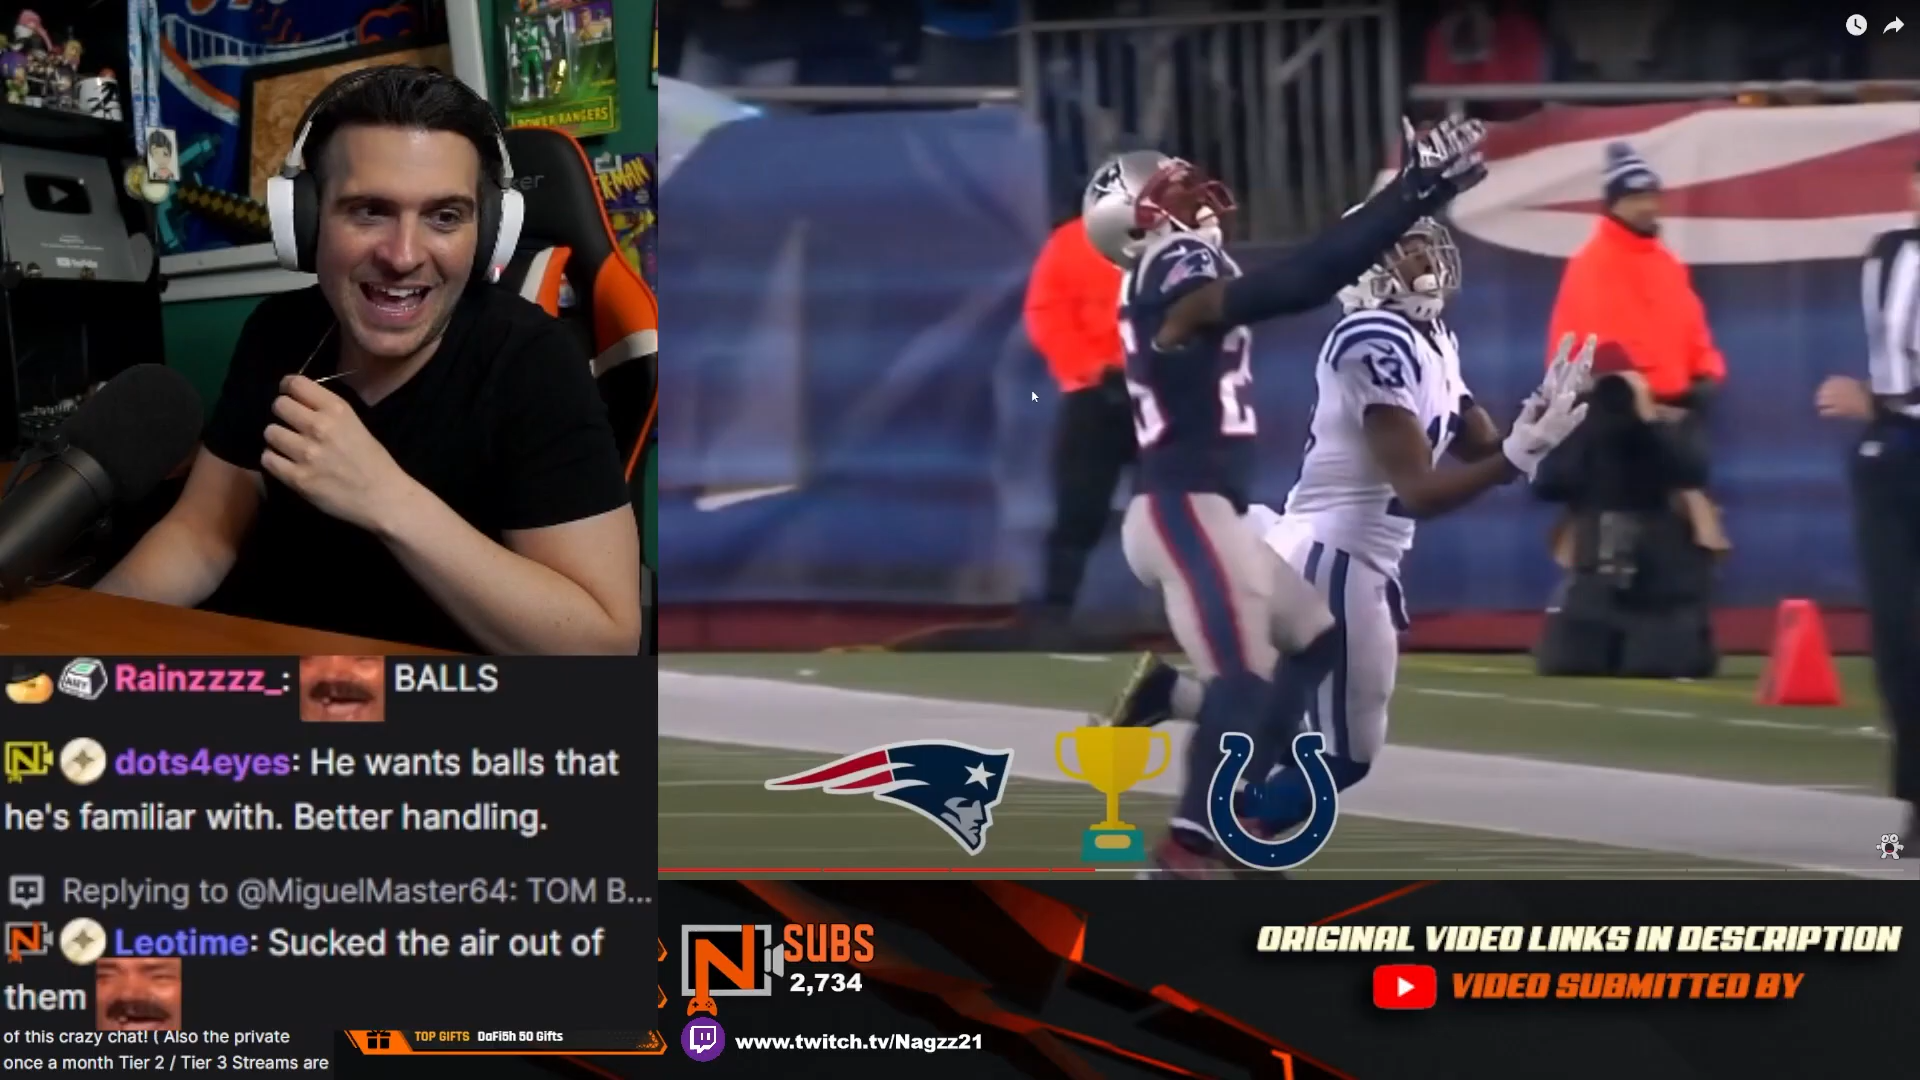 POWER RANGERS
13
2
Rainzzzz_: BALLS
dots4eyes: He wants balls that
he's familiar with. Better handling.
Replying to @MiguelMaster64: TOM B...
Leotime: Sucked the air out of
them
of this crazy chat! ( Also the private
once a month Tier 2 / Tier 3 Streams are
TOP GIFTS DaFi5h 50 Gifts
N SUBS
2,734
www.twitch.tv/Nagzz21
ORIGINAL VIDEO LINKS IN DESCRIPTION
VIDEO SUBMITTED BY